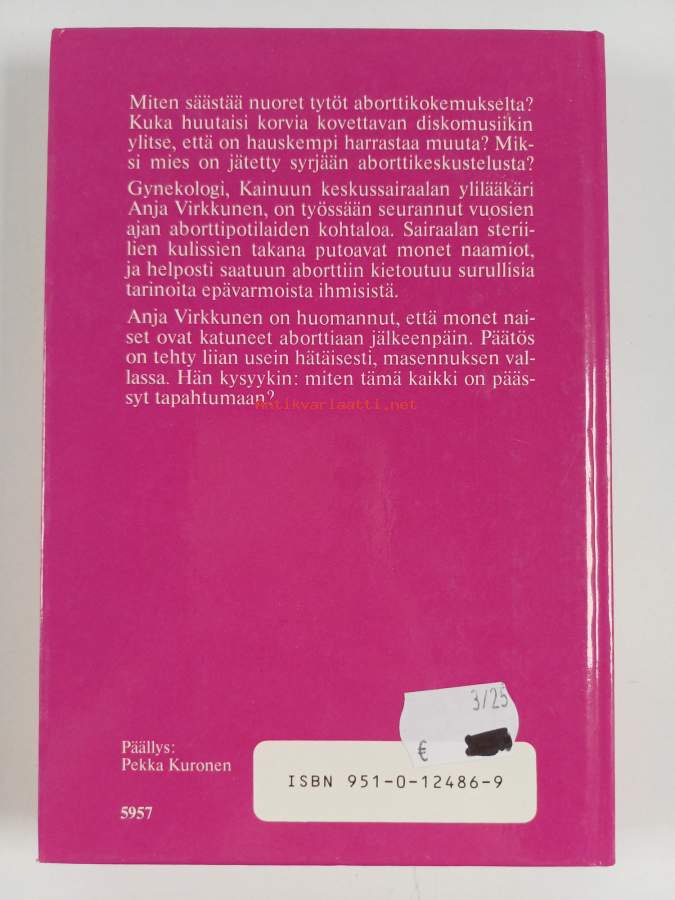 Miten säästää nuoret tytöt aborttikokemukselta?
Kuka huutaisi korvia kovettavan diskomusiikin
ylitse, että on hauskempi harrastaa muuta? Mik-
si mies on jätetty syrjään aborttikeskustelusta?
Gynekologi, Kainuun keskussairaalan ylilääkäri
Anja Virkkunen, on työssään seurannut vuosien
ajan aborttipotilaiden kohtaloa. Sairaalan sterii-
lien kulissien takana putoavat monet naamiot,
ja helposti saatuun aborttiin kietoutuu surullisia
tarinoita epävarmoista ihmisistä.
Anja Virkkunen on huomannut, että monet nai-
set ovat katuneet aborttiaan jälkeenpäin. Päätös
on tehty liian usein hätäisesti, masennuksen val-
lassa. Hän kysyykin: miten tämä kaikki on pääs-
syt tapahtumaan?
antikvariaatti.net
3/25
€
Päällys:
Pekka Kuronen
ISBN 951-0-12486-9
5957